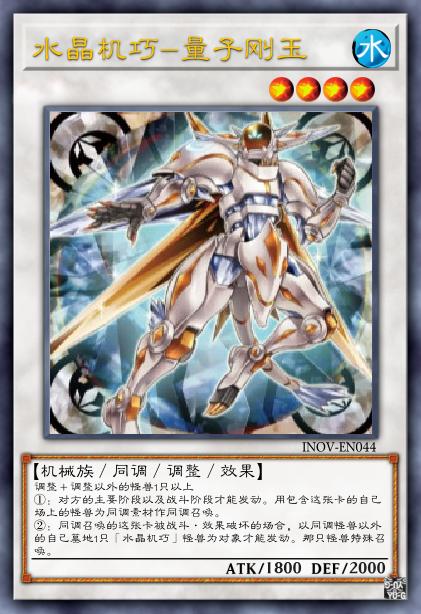 水晶机巧-量子刚玉
水
INOV-EN044
【机械族／同调／调整／效果】
调整＋调整以外的怪兽1只以上
①：对方的主要阶段以及战斗阶段才能发动。用包含这张卡的自己
场上的怪兽为同调素材作同调召唤。
②：同调召唤的这张卡被战斗·效果破坏的场合，以同调怪兽以外
的自己墓地1只「水晶机巧」怪兽为对象才能发动。那只怪兽特殊召
唤。
ATK/1800 DEF/2000